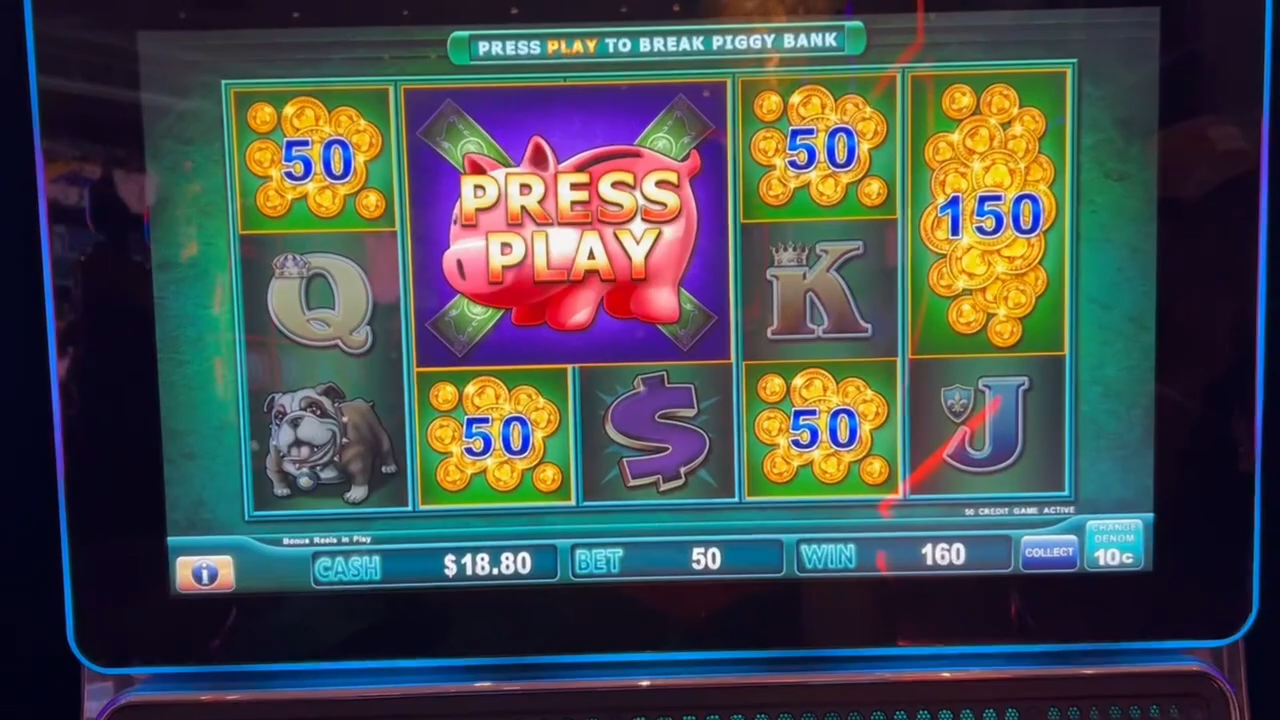 PRESS PLAY TO BREAK PIGGY BANK
50
PRESS
PLAY
50
150
Q
K
50
$
50
J
50 CREDIT GAME ACTIVE
Bonus Reels in Play
i
CASH $18.80
BET 50
WIN 160
COLLECT
CHANGE
DENOM
10¢